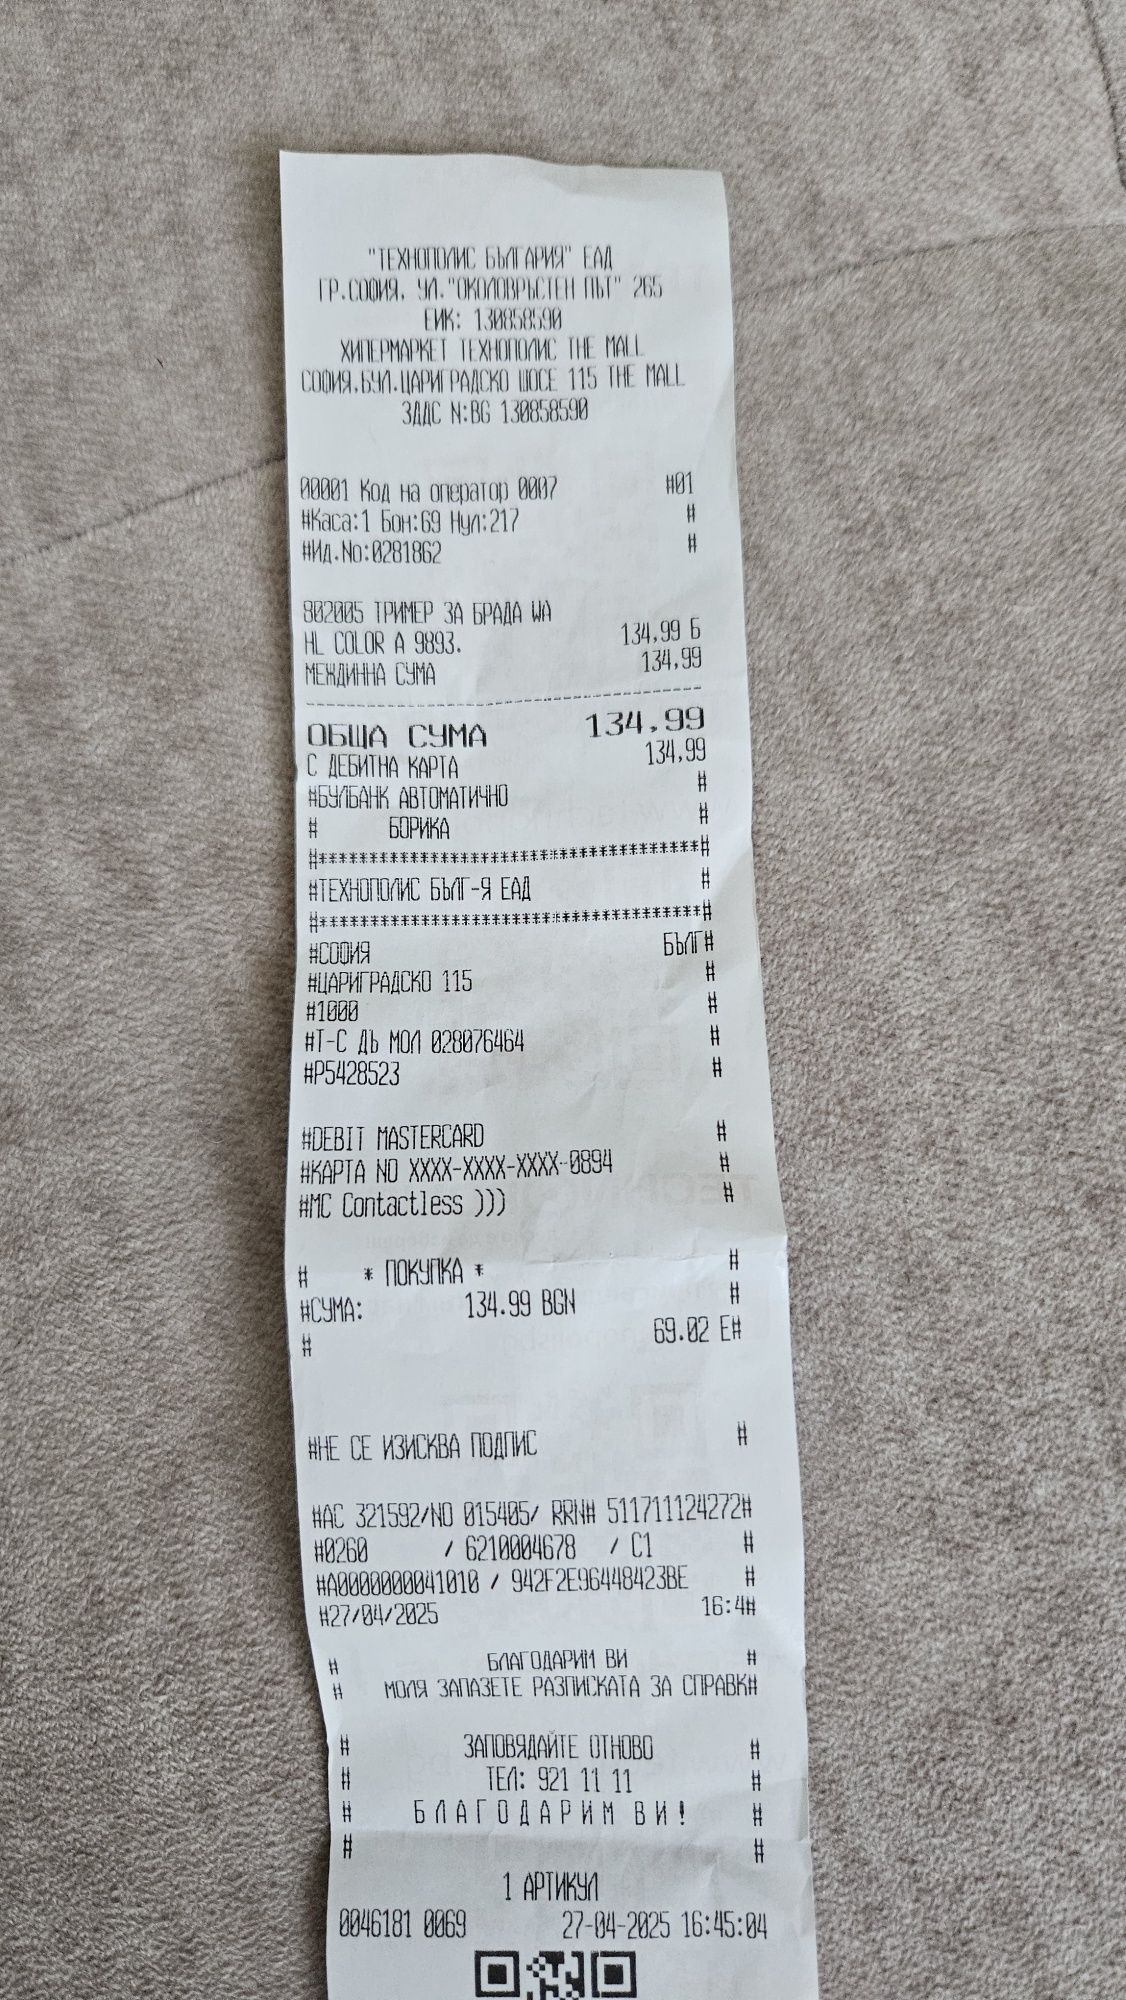 "ТЕХНОПОЛИС БЪЛГАРИЯ" ЕАД
ГР.СОФИЯ, УЛ."ОКОЛОВРЪСТЕН ПЪТ" 265
ЕИК: 130858590
ХИПЕРМАРКЕТ ТЕХНОПОЛИС THE MALL
СОФИЯ,БУЛ.ЦАРИГРАДСКО ШОСЕ 115 THE MALL
ЗДДС N:BG 130858590
00001 Код на оператор 0007 #01
#Каса:1 Бон:69 Нул:217 #
#Ид.No:0281862 #
802005 ТРИМЕР ЗА БРАДА WA
HL COLOR A 9893. 134,99 Б
МЕЖДИННА СУМА 134,99
ОБЩА СУМА 134,99
С ДЕБИТНА КАРТА 134,99
#БУЛБАНК АВТОМАТИЧНО #
# БОРИКА #
#************************************#
#ТЕХНОПОЛИС БЪЛГ-Я ЕАД #
#************************************#
#СОФИЯ БЪЛГ#
#ЦАРИГРАДСКО 115 #
#1000 #
#Т-С ДЪ МОЛ 028076464 #
#P5428523 #
#DEBIT MASTERCARD #
#КАРТА NO XXXX-XXXX-XXXX-0894 #
#MC Contactless ))) #
# * ПОКУПКА * #
#СУМА: 134.99 BGN #
# 69.02 E#
#НЕ СЕ ИЗИСКВА ПОДПИС #
#AC 321592/NO 015405/ RRN# 511711124272#
#0260 / 6210004678 / C1 #
#A0000000041010 / 942F2E96448423BE #
#27/04/2025 16:4#
# БЛАГОДАРИМ ВИ #
# МОЛЯ ЗАПАЗЕТЕ РАЗПИСКАТА ЗА СПРАВК#
# ЗАПОВЯДАЙТЕ ОТНОВО #
# ТЕЛ: 921 11 11 #
# Б Л А Г О Д А Р И М В И ! #
# #
1 АРТИКУЛ
0046181 0069 27-04-2025 16:45:04